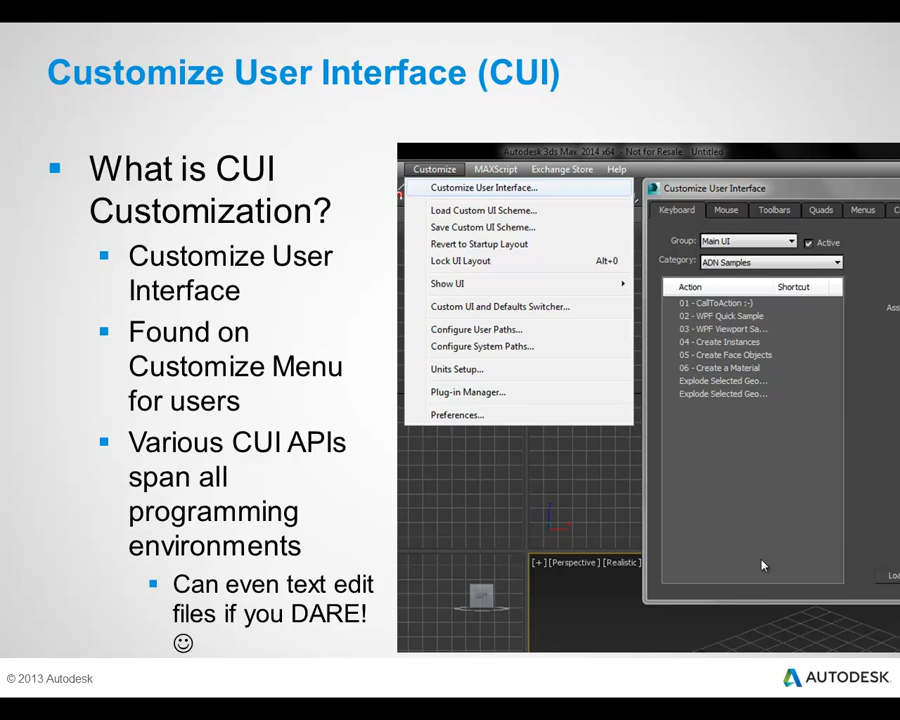 Customize User Interface (CUI)
What is CUI
Customization?
Customize User
Interface
Found on
Customize Menu
for users
Various CUI APIs
span all
programming
environments
Can even text edit
files if you DARE!
☺
Autodesk 3ds Max 2014 x64 - Not for Resale Untitled
Customize MAXScript Exchange Store Help
Customize User Interface...
Load Custom UI Scheme...
Save Custom UI Scheme...
Revert to Startup Layout
Lock UI Layout Alt+0
Show UI
Custom UI and Defaults Switcher...
Configure User Paths...
Configure System Paths...
Units Setup...
Plug-in Manager...
Preferences...
Customize User Interface
Keyboard Mouse Toolbars Quads Menus C
Group: Main UI Active
Category: ADN Samples
Action Shortcut
Ass
01 - CallToAction :-)
02 - WPF Quick Sample
03 - WPF Viewport Sa...
04 - Create Instances
05 - Create Face Objects
06 - Create a Material
Explode Selected Geo...
Explode Selected Geo...
[+] [Perspective] [Realistic]
Loa
© 2013 Autodesk
AUTODESK.